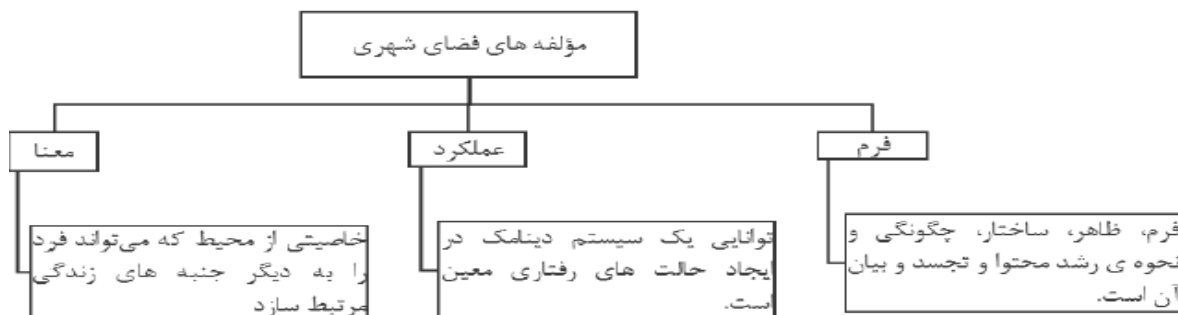 مؤلفه های فضای شهری
فرم
عملکرد
معنا
فرم، ظاهر، ساختار، چگونگی و
نحوه ی رشد محتوا و تجسد و بیان
آن است.
توانایی یک سیستم دینامک در
ایجاد حالت های رفتاری معین
است.
خاصیتی از محیط که می‌تواند فرد
را به دیگر جنبه های زندگی
مرتبط سازد